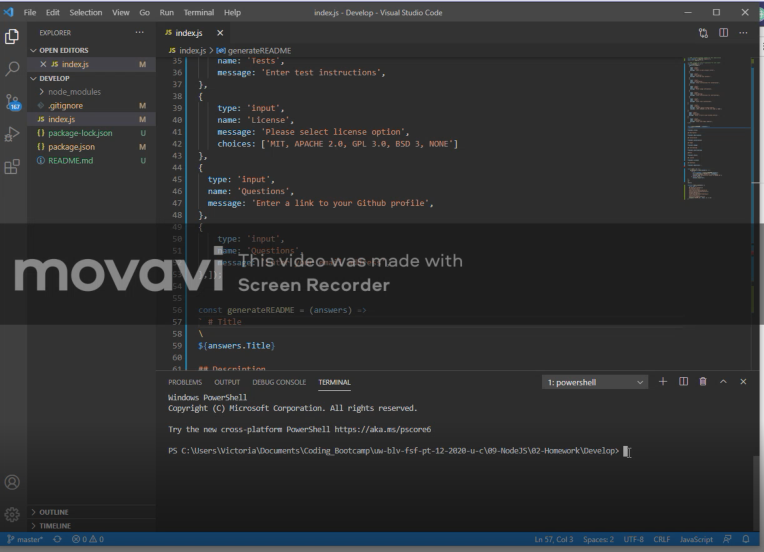 File Edit Selection View Go Run Terminal Help index.js - Develop - Visual Studio Code
EXPLORER
OPEN EDITORS
JS index.js M
DEVELOP
node_modules
.gitignore M
JS index.js M
{} package-lock.json U
{} package.json M
README.md U
OUTLINE
TIMELINE
167
JS index.js
JS index.js > generateREADME
35 name: 'Tests',
36 message: 'Enter test instructions',
37 },
38 {
39 type: 'input',
40 name: 'License',
41 message: 'Please select license option',
42 choices: ['MIT, APACHE 2.0, GPL 3.0, BSD 3, NONE']
43 },
44 {
45 type: 'input',
46 name: 'Questions',
47 message: 'Enter a link to your Github profile',
48 },
49 {
50 type: 'input',
51 name: 'Questions'
movavi
This video was made with
Screen Recorder
54
55
56 const generateREADME = (answers) =>
57 ` # Title
58 \
59 ${answers.Title}
60
61 ## Description
PROBLEMS OUTPUT DEBUG CONSOLE TERMINAL 1: powershell
Windows PowerShell
Copyright (C) Microsoft Corporation. All rights reserved.
Try the new cross-platform PowerShell https://aka.ms/pscore6
PS C:\Users\Victoria\Documents\Coding_Bootcamp\uw-blv-fsf-pt-12-2020-u-c\09-NodeJS\02-Homework\Develop>
master* 0 0 Ln 57, Col 3 Spaces: 2 UTF-8 CRLF JavaScript